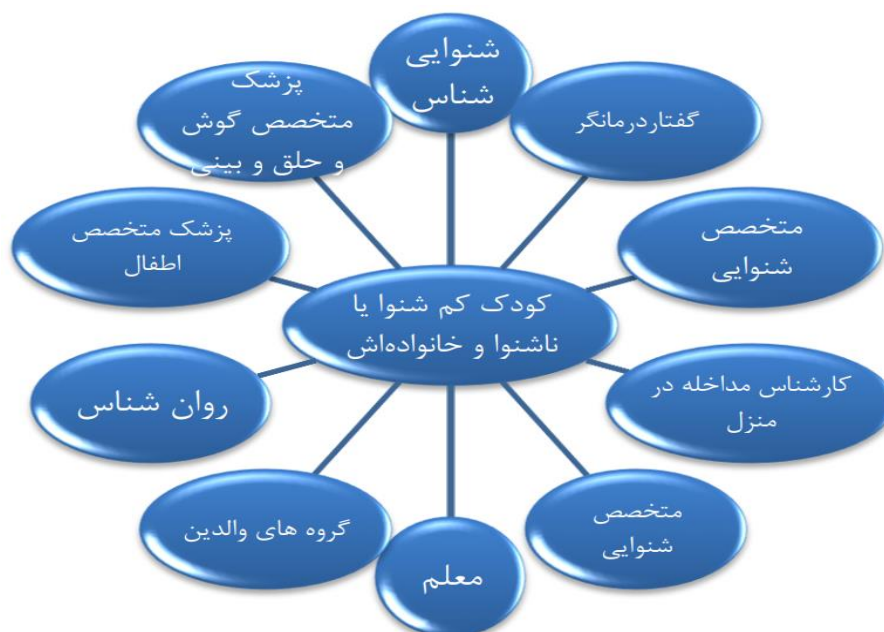 شنوایی
شناس
گفتاردرمانگر
متخصص
شنوایی
کارشناس مداخله در
منزل
متخصص
شنوایی
معلم
گروه های والدین
روان شناس
پزشک متخصص
اطفال
پزشک
متخصص گوش
و حلق و بینی
کودک کم شنوا یا
ناشنوا و خانواده‌اش